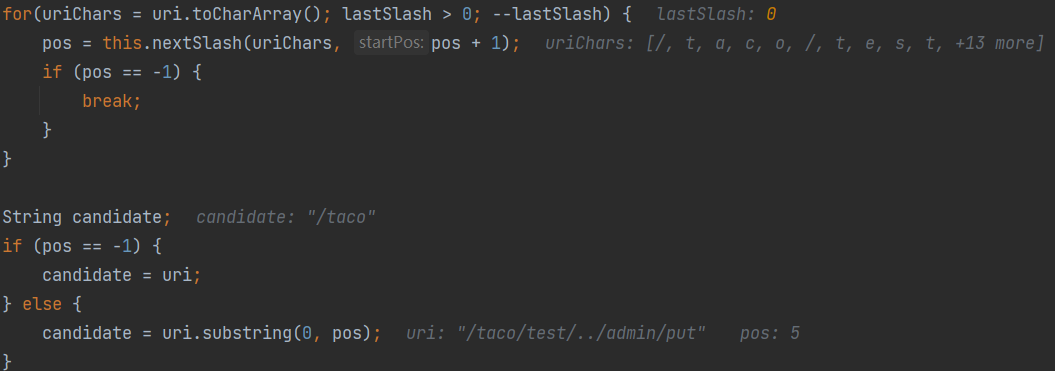 for(uriChars = uri.toCharArray(); lastSlash > 0; --lastSlash) {   lastSlash: 0
    pos = this.nextSlash(uriChars, startPos: pos + 1);   uriChars: [/, t, a, c, o, /, t, e, s, t, +13 more]
    if (pos == -1) {
        break;
    }
}
String candidate;   candidate: "/taco"
if (pos == -1) {
    candidate = uri;
} else {
    candidate = uri.substring(0, pos);   uri: "/taco/test/../admin/put"   pos: 5
}